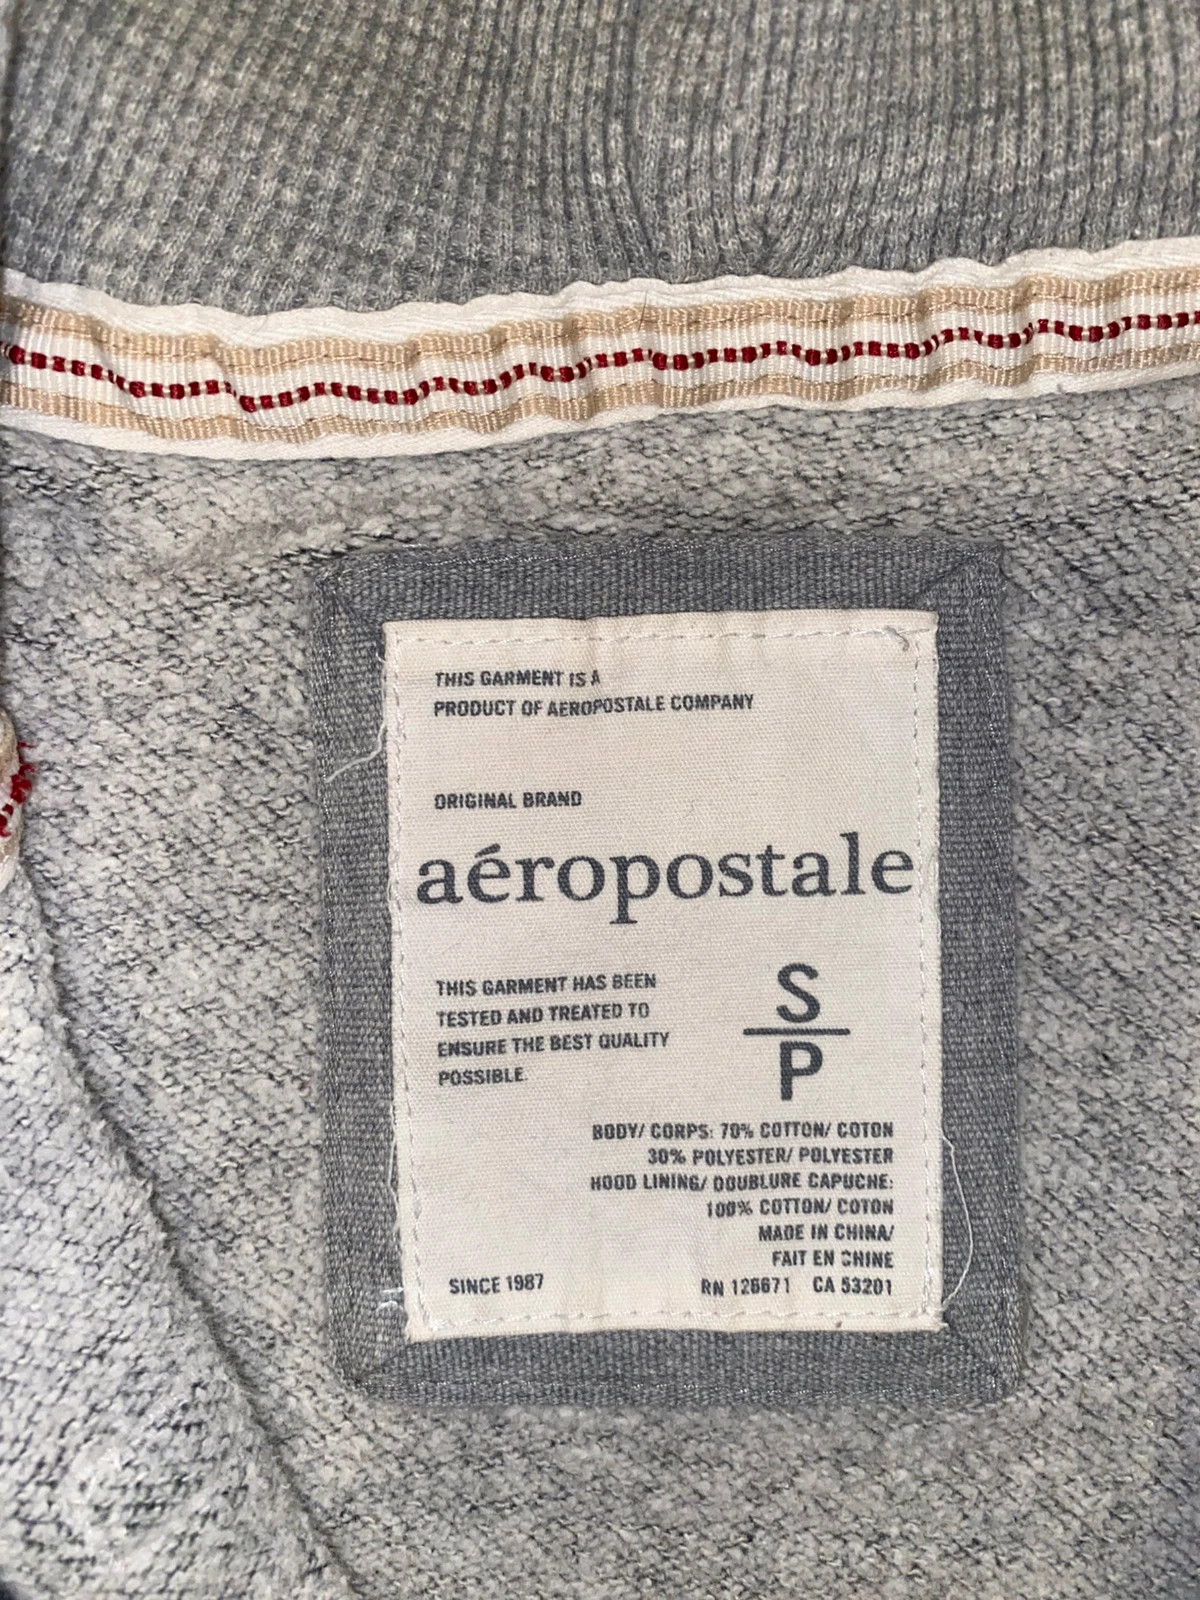 THIS GARMENT IS A
PRODUCT OF AEROPOSTALE COMPANY
ORIGINAL BRAND
aéropostale
THIS GARMENT HAS BEEN
TESTED AND TREATED TO
ENSURE THE BEST QUALITY
POSSIBLE.
S
P
BODY/ CORPS: 70% COTTON/ COTON
30% POLYESTER/ POLYESTER
HOOD LINING/ DOUBLURE CAPUCHE:
100% COTTON/ COTON
MADE IN CHINA/
FAIT EN CHINE
SINCE 1987 RN 126671 CA 53201